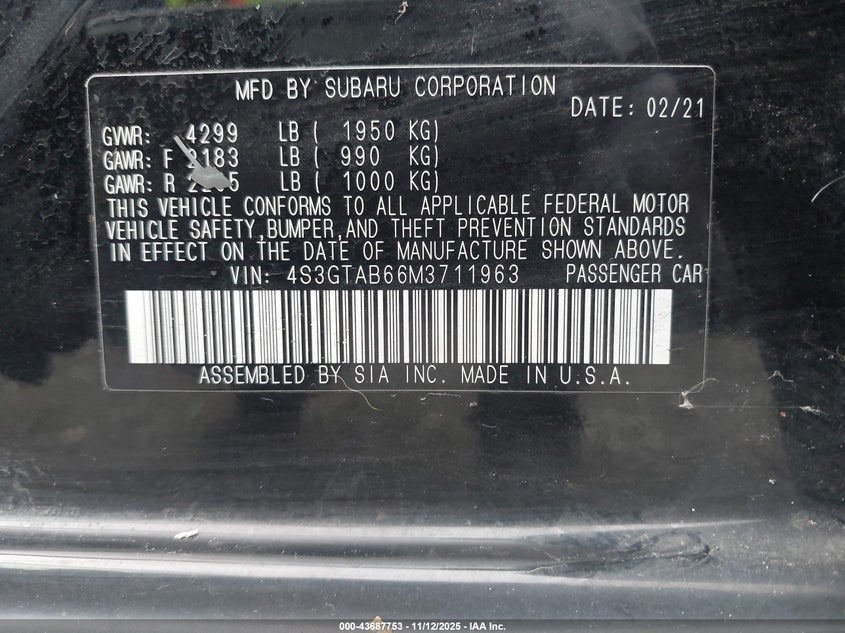 MFD BY SUBARU CORPORATION
DATE: 02/21
GVWR: 4299 LB ( 1950 KG)
GAWR: F 2183 LB ( 990 KG)
GAWR: R LB ( 1000 KG)
THIS VEHICLE CONFORMS TO ALL APPLICABLE FEDERAL MOTOR
VEHICLE SAFETY,BUMPER,AND THEFT PREVENTION STANDARDS
IN EFFECT ON THE DATE OF MANUFACTURE SHOWN ABOVE.
VIN: 4S3GTAB66M3711963 PASSENGER CAR
ASSEMBLED BY SIA INC. MADE IN U.S.A.
000-43687753 - 11/12/2025 - IAA Inc.